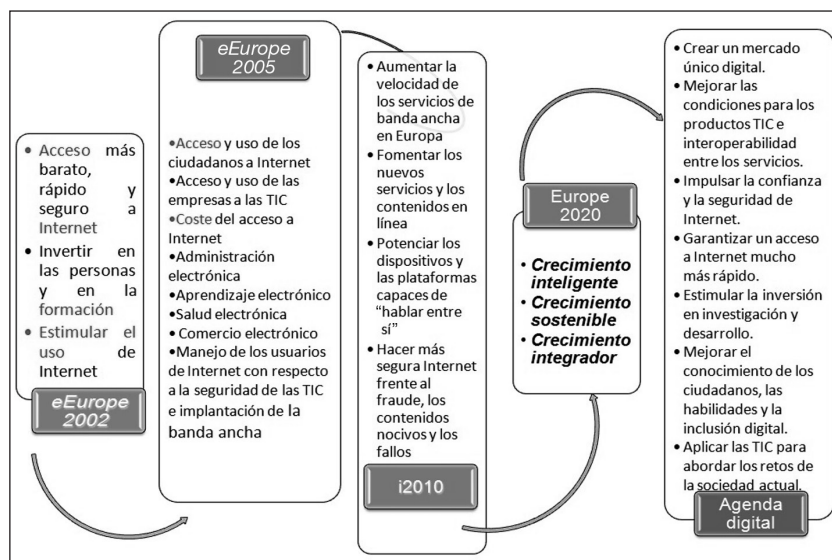 Acceso más
barato,
rápido y
seguro a
Internet
Invertir en
las personas
y en la
formación
Estimular el
uso de
Internet
eEurope
2002
eEurope
2005
•Acceso y uso de los
ciudadanos a Internet
•Acceso y uso de las
empresas a las TIC
•Coste del acceso a
Internet
•Administración
electrónica
•Aprendizaje electrónico
•Salud electrónica
•Comercio electrónico
•Manejo de los usuarios
de Internet con respecto
a la seguridad de las TIC
e implantación de la
banda ancha
• Aumentar la
velocidad de
los servicios de
banda ancha
en Europa
• Fomentar los
nuevos
servicios y los
contenidos en
línea
• Potenciar los
dispositivos y
las plataformas
capaces de
“hablar entre
sí”
• Hacer más
segura Internet
frente al
fraude, los
contenidos
nocivos y los
fallos
i2010
Europe
2020
• Crecimiento
inteligente
• Crecimiento
sostenible
• Crecimiento
integrador
• Crear un mercado
único digital.
• Mejorar las
condiciones para los
productos TIC e
interoperabilidad
entre los servicios.
• Impulsar la confianza
y la seguridad de
Internet.
• Garantizar un acceso
a Internet mucho
más rápido.
• Estimular la inversión
en investigación y
desarrollo.
• Mejorar el
conocimiento de los
ciudadanos, las
habilidades y la
inclusión digital.
• Aplicar las TIC para
abordar los retos de
la sociedad actual.
Agenda
digital